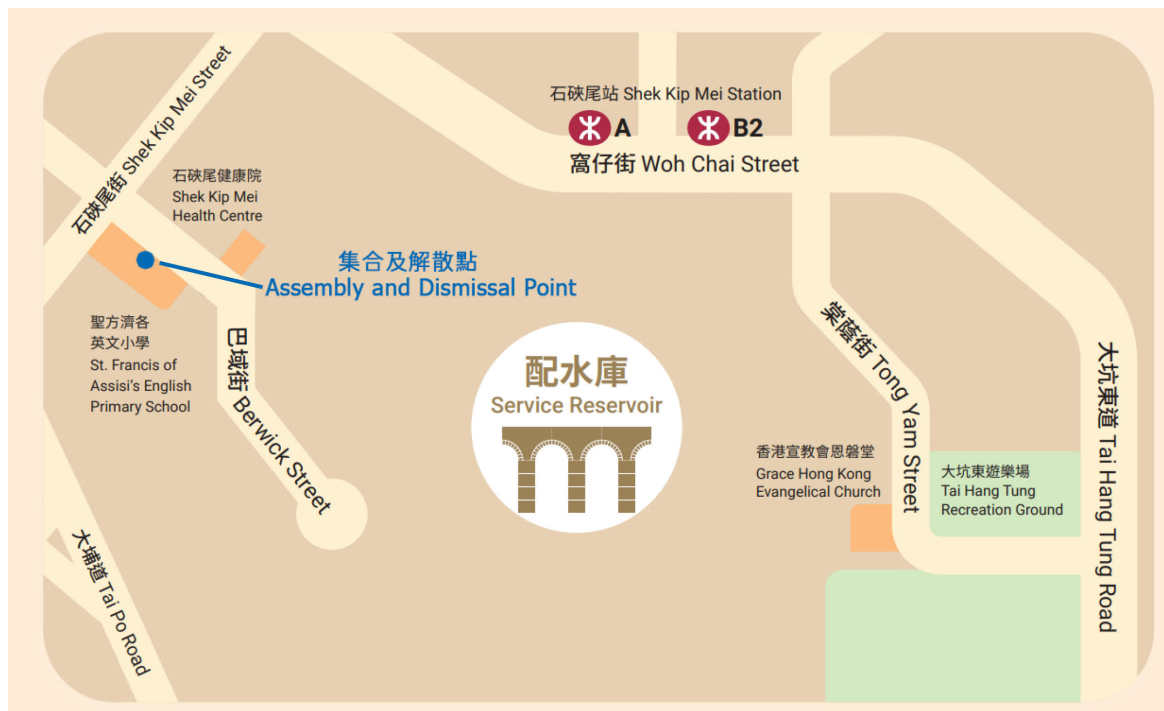 石硤尾街 Shek Kip Mei Street
石硤尾站 Shek Kip Mei Station
A
B2
窩仔街 Woh Chai Street
石硤尾健康院
Shek Kip Mei
Health Centre
集合及解散點
Assembly and Dismissal Point
聖方濟各
英文小學
St. Francis of
Assisi's English
Primary School
巴域街 Berwick Street
配水庫
Service Reservoir
棠蔭街 Tong Yam Street
大坑東道 Tai Hang Tung Road
香港宣教會恩磐堂
Grace Hong Kong
Evangelical Church
大坑東遊樂場
Tai Hang Tung
Recreation Ground
大埔道 Tai Po Road